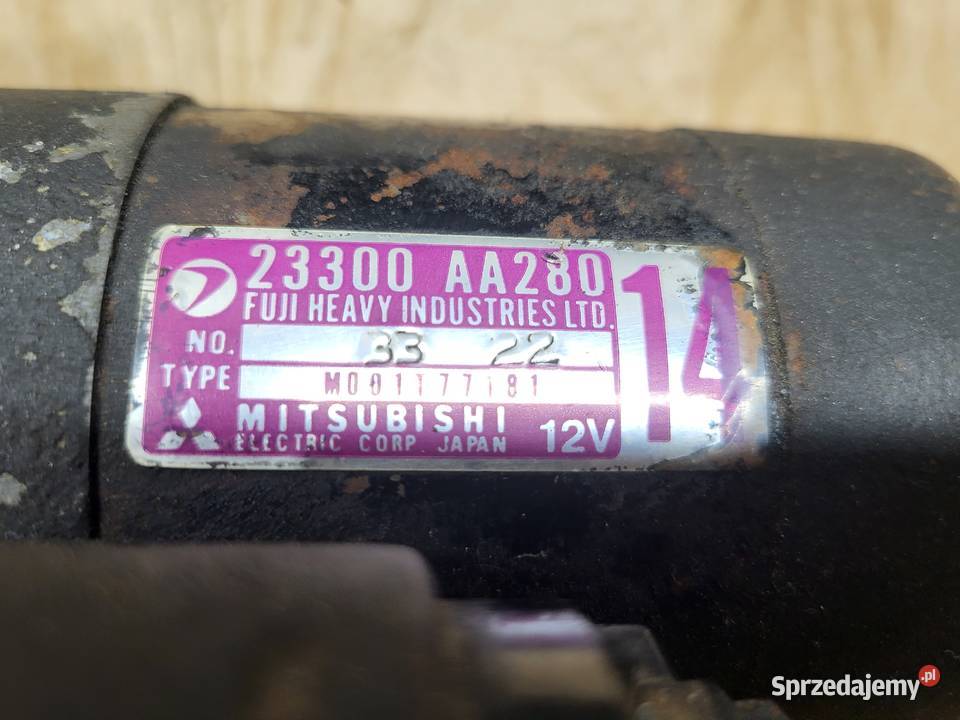 23300 AA280
FUJI HEAVY INDUSTRIES LTD.
14
NO. 33 22
TYPE M001T77181
MITSUBISHI
ELECTRIC CORP. JAPAN 12V
Sprzedajemy.pl